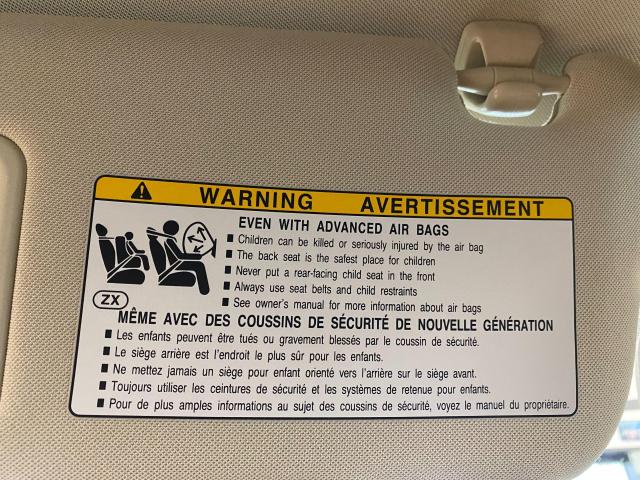 WARNING AVERTISSEMENT
EVEN WITH ADVANCED AIR BAGS
■ Children can be killed or seriously injured by the air bag
■ The back seat is the safest place for children
■ Never put a rear-facing child seat in the front
■ Always use seat belts and child restraints
■ See owner's manual for more information about air bags
ZX
MÊME AVEC DES COUSSINS DE SÉCURITÉ DE NOUVELLE GÉNÉRATION
■ Les enfants peuvent être tués ou gravement blessés par le coussin de sécurité.
■ Le siège arrière est l'endroit le plus sûr pour les enfants.
■ Ne mettez jamais un siège pour enfant orienté vers l'arrière sur le siège avant.
■ Toujours utiliser les ceintures de sécurité et les systèmes de retenue pour enfants.
■ Pour de plus amples informations au sujet des coussins de sécurité, voyez le manuel du propriétaire.